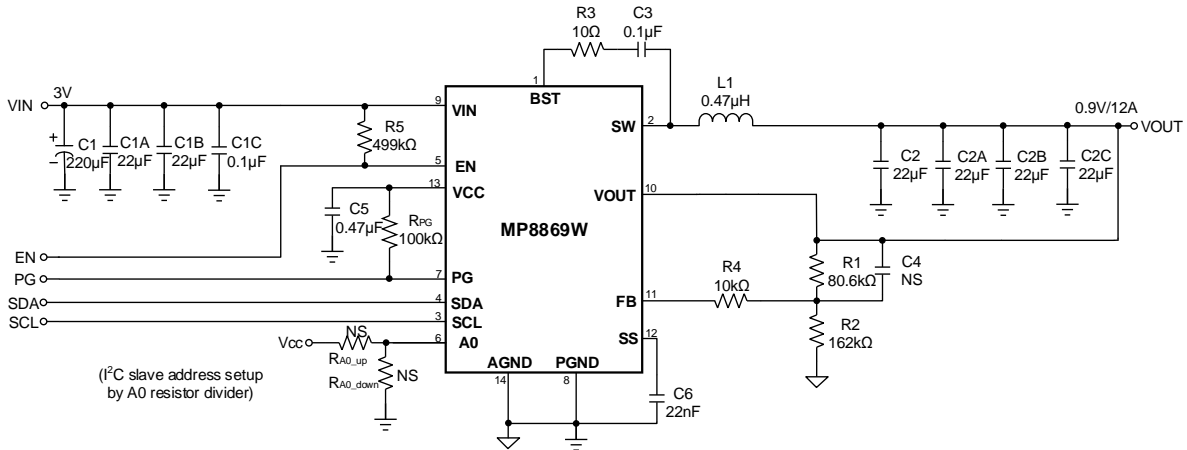 R3
10Ω
C3
0.1µF
1
BST
VIN
3V
9
VIN
+
−
C1
220µF
C1A
22µF
C1B
22µF
C1C
0.1µF
R5
499kΩ
5
EN
13
VCC
C5
0.47µF
RPG
100kΩ
MP8869W
SW
2
L1
0.47µH
0.9V/12A
VOUT
C2
22µF
C2A
22µF
C2B
22µF
C2C
22µF
VOUT
10
R1
80.6kΩ
C4
NS
EN
PG
7
PG
SDA
4
SDA
SCL
3
SCL
6
A0
FB
11
R4
10kΩ
R2
162kΩ
SS
12
C6
22nF
Vcc
NS
RA0_up
RA0_down
NS
(I²C slave address setup
by A0 resistor divider)
AGND
14
PGND
8